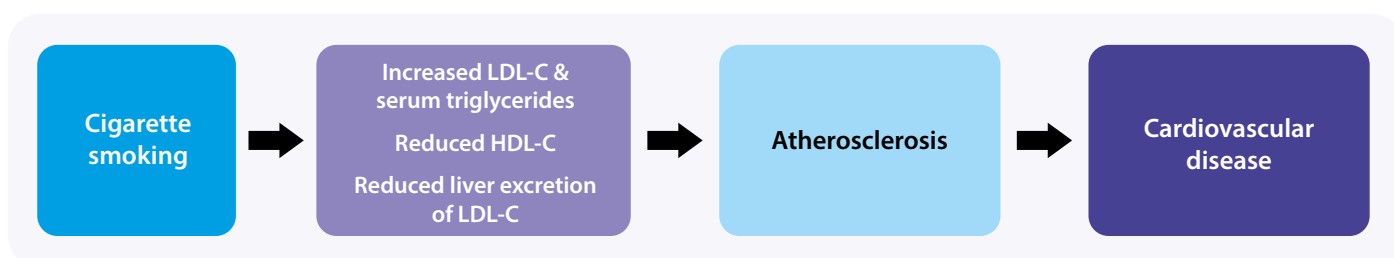 Cigarette
smoking
Increased LDL-C &
serum triglycerides
Reduced HDL-C
Reduced liver excretion
of LDL-C
Atherosclerosis
Cardiovascular
disease